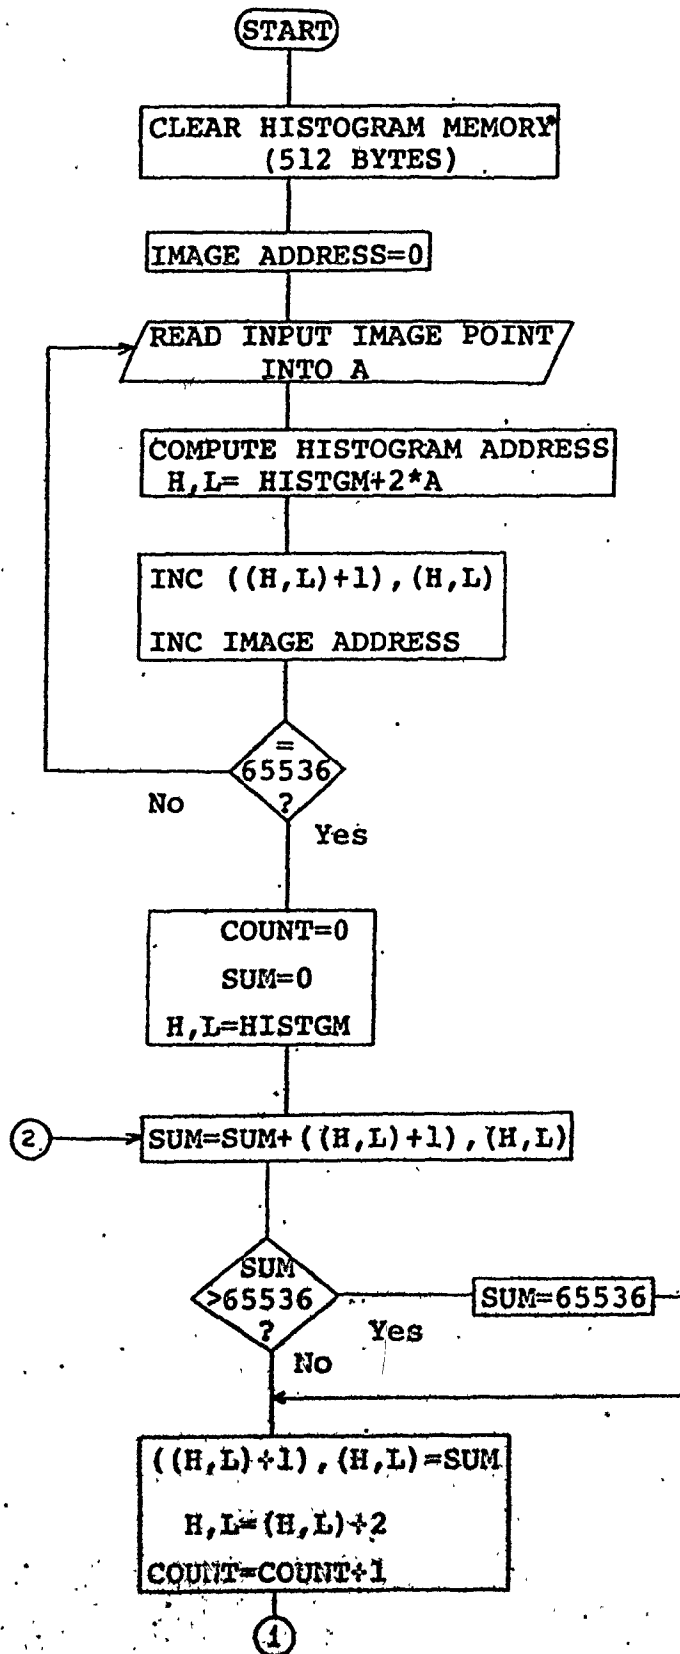 START
CLEAR HISTOGRAM MEMORY
(512 BYTES)
IMAGE ADDRESS=0
READ INPUT IMAGE POINT
INTO A
COMPUTE HISTOGRAM ADDRESS
H,L= HISTGM+2*A
INC ((H,L)+1),(H,L)
INC IMAGE ADDRESS
=
65536
?
No
Yes
COUNT=0
SUM=0
H,L=HISTGM
2
SUM=SUM+((H,L)+1),(H,L)
SUM
>65536
?
Yes
SUM=65536
No
((H,L)+1),(H,L)=SUM
H,L=(H,L)+2
COUNT=COUNT+1
1